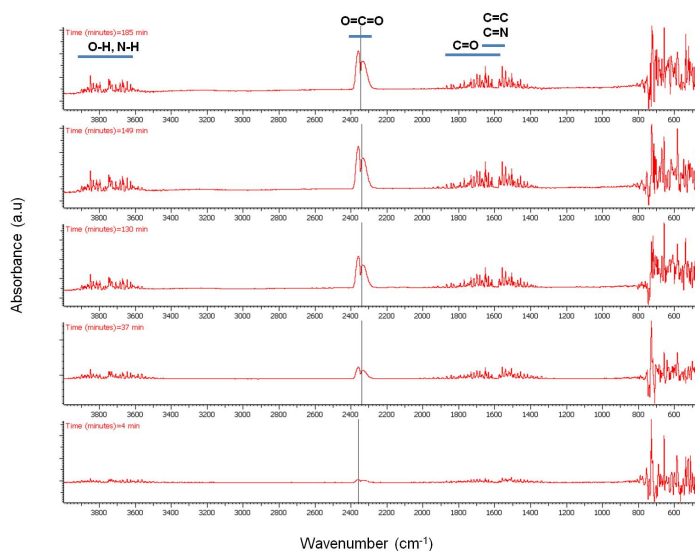 O=C=O
C=C
C=N
O-H, N-H
C=O
Time (minutes)=185 min
4000 3800 3600 3400 3200 3000 2800 2600 2400 2200 2000 1800 1600 1400 1200 1000 800 600
Time (minutes)=149 min
3800 3600 3400 3200 3000 2800 2600 2400 2200 2000 1800 1600 1400 1200 1000 800 600
Time (minutes)=130 min
3800 3600 3400 3200 3000 2800 2600 2400 2200 2000 1800 1600 1400 1200 1000 800 600
Time (minutes)=37 min
3800 3600 3400 3200 3000 2800 2600 2400 2200 2000 1800 1600 1400 1200 1000 800 600
Time (minutes)=4 min
3800 3600 3400 3200 3000 2800 2600 2400 2200 2000 1800 1600 1400 1200 1000 800 600
Absorbance (a.u)
Wavenumber (cm-1)